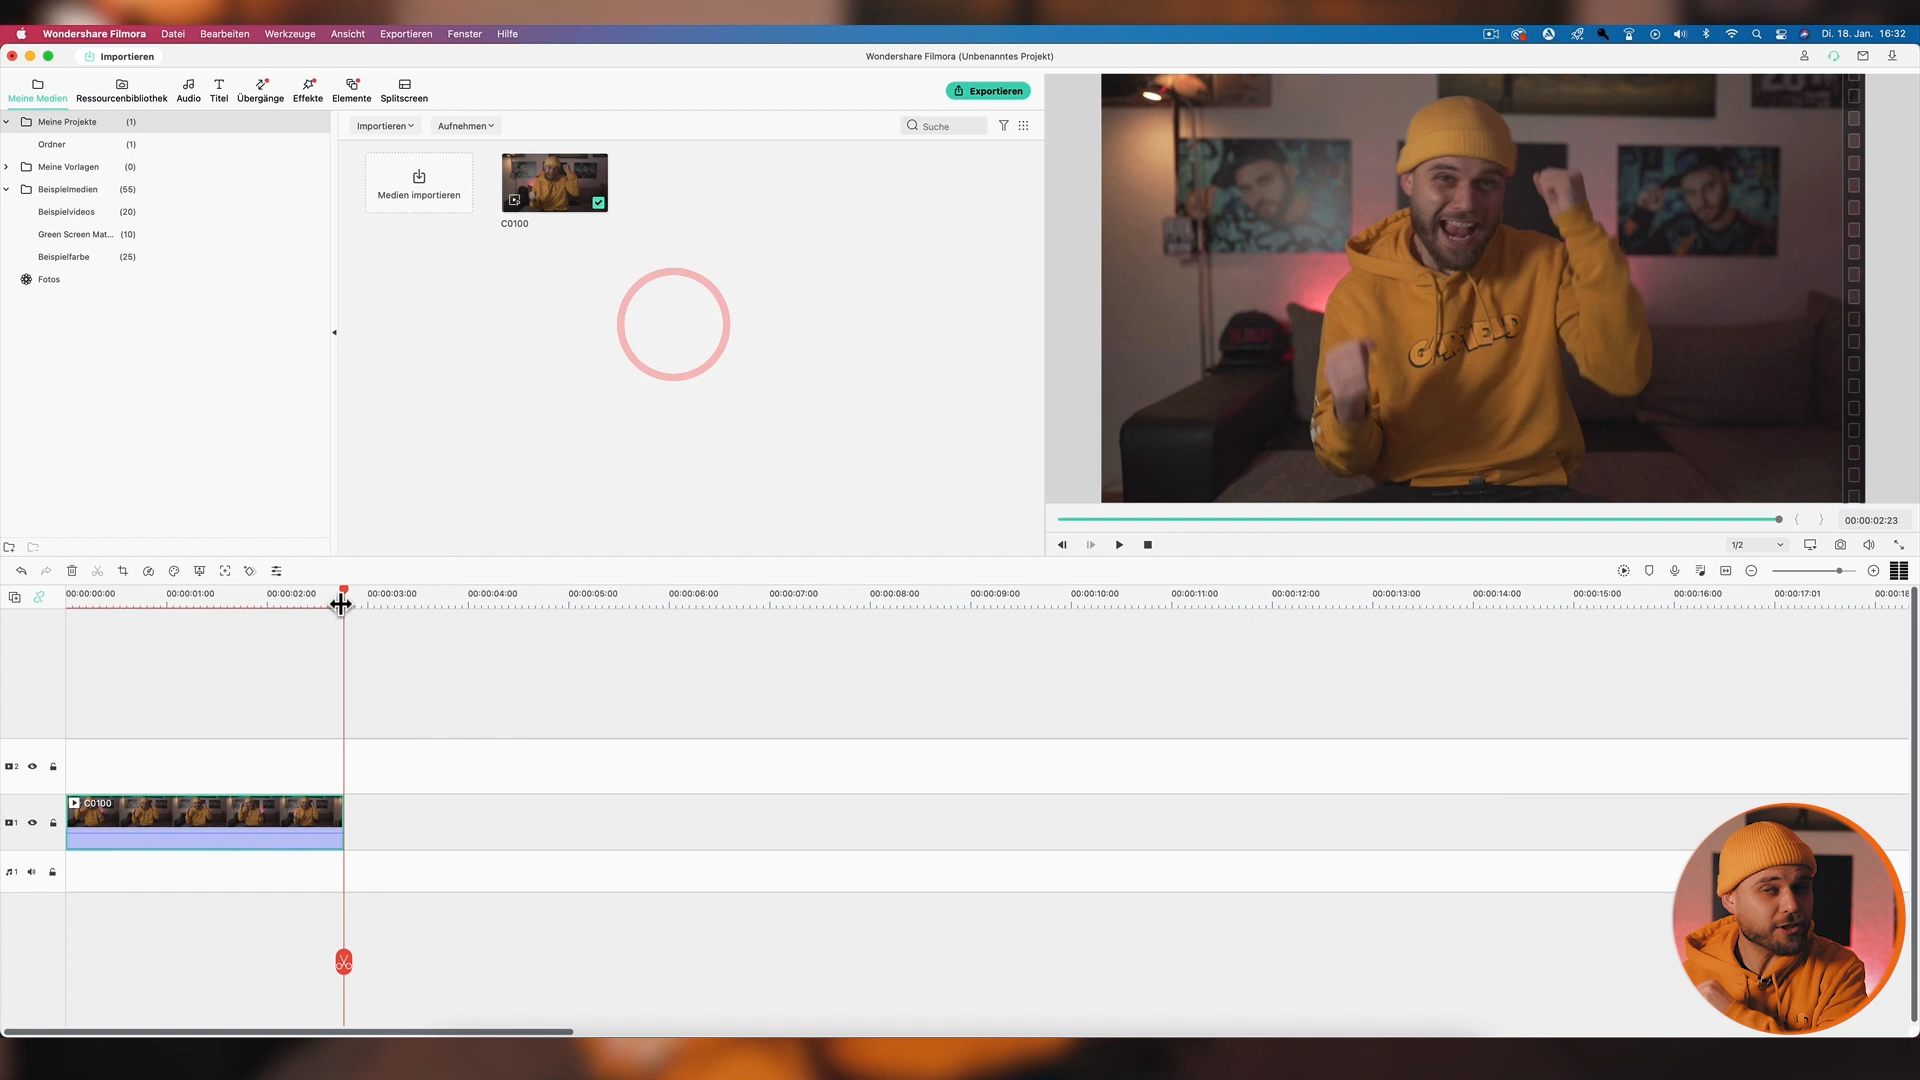 Wondershare Filmora Datei Bearbeiten Werkzeuge Ansicht Exportieren Fenster Hilfe Di. 18. Jan. 16:32
Importieren Wondershare Filmora (Unbenanntes Projekt)
Meine Medien Ressourcenbibliothek Audio Titel Übergänge Effekte Elemente Splitscreen Exportieren
Meine Projekte (1) Importieren Aufnehmen Suche
Ordner (1)
Meine Vorlagen (0)
Beispielmedien (55)
Beispielvideos (20)
Green Screen Mat... (10)
Beispielfarbe (25)
Fotos
Medien importieren
C0100
GARFIELD
00:00:02:23
1/2
00:00:00:00 00:00:01:00 00:00:02:00 00:00:03:00 00:00:04:00 00:00:05:00 00:00:06:00 00:00:07:00 00:00:08:00 00:00:09:00 00:00:10:00 00:00:11:00 00:00:12:00 00:00:13:00 00:00:14:00 00:00:15:00 00:00:16:00 00:00:17:01 00:00:18
2
C0100
1
1